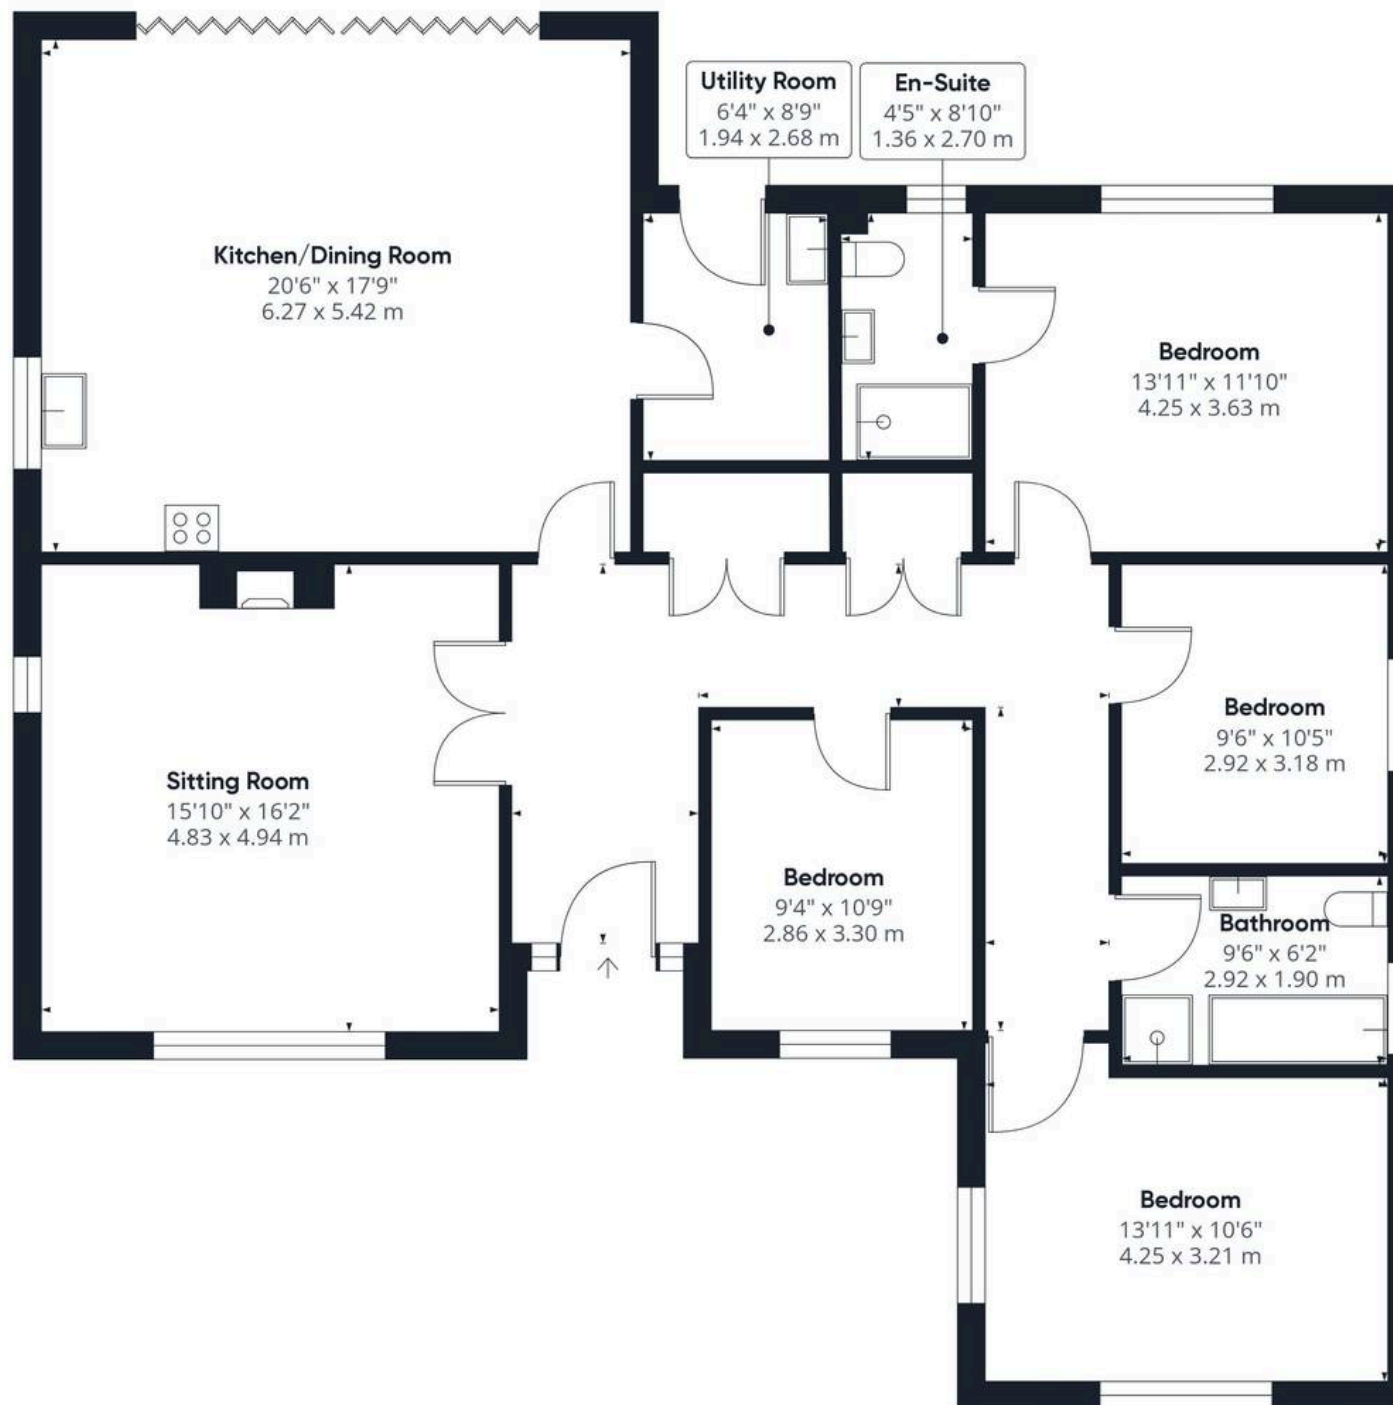 Utility Room
6'4" x 8'9"
1.94 x 2.68 m
En-Suite
4'5" x 8'10"
1.36 x 2.70 m
Kitchen/Dining Room
20'6" x 17'9"
6.27 x 5.42 m
Bedroom
13'11" x 11'10"
4.25 x 3.63 m
Bedroom
9'6" x 10'5"
2.92 x 3.18 m
Sitting Room
15'10" x 16'2"
4.83 x 4.94 m
Bedroom
9'4" x 10'9"
2.86 x 3.30 m
Bathroom
9'6" x 6'2"
2.92 x 1.90 m
Bedroom
13'11" x 10'6"
4.25 x 3.21 m